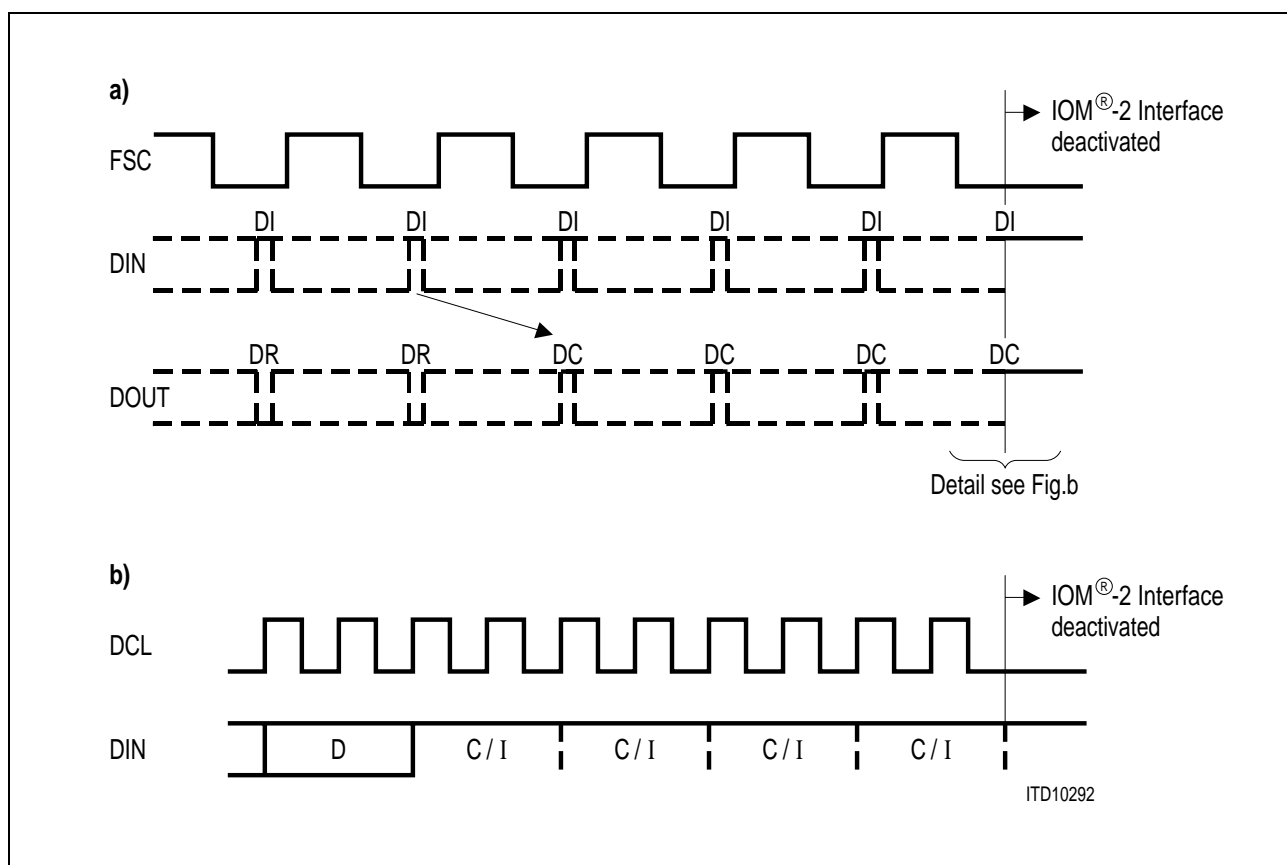 a)
IOM®-2 Interface
deactivated
FSC
DI DI DI DI DI DI
DIN
DR DR DC DC DC DC
DOUT
Detail see Fig.b
b)
IOM®-2 Interface
deactivated
DCL
DIN D C / I C / I C / I C / I
ITD10292